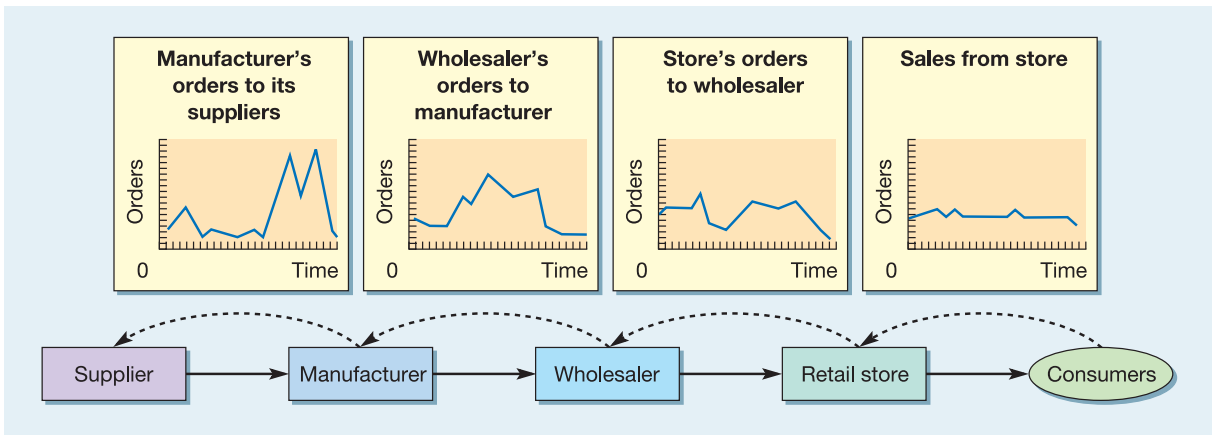 Manufacturer's
orders to its
suppliers
Orders
0
Time
Wholesaler's
orders to
manufacturer
Orders
0
Time
Store's orders
to wholesaler
Orders
0
Time
Sales from store
Orders
0
Time
Supplier
Manufacturer
Wholesaler
Retail store
Consumers